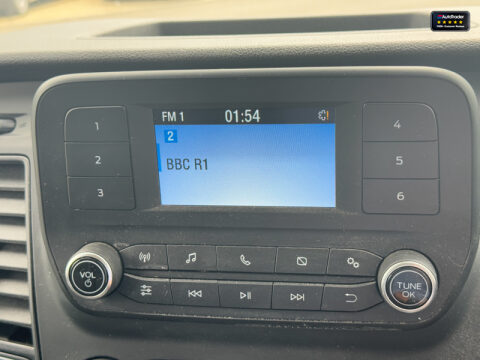 AutoTrader
FM 1
01:54
1
2
3
2
BBC R1
4
5
6
VOL
TUNE
OK